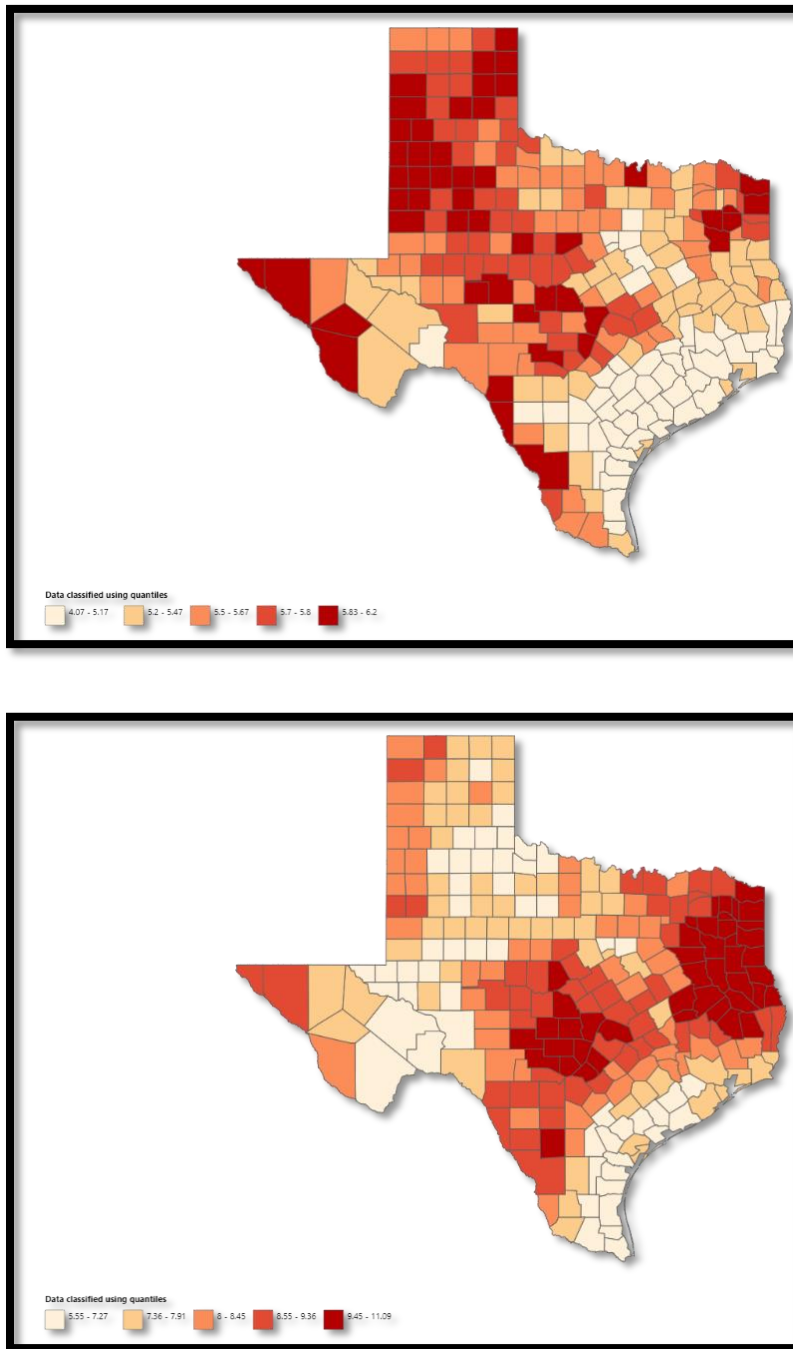 Data classified using quantiles
4.07 - 5.17 5.2 - 5.47 5.5 - 5.67 5.7 - 5.8 5.83 - 6.2
Data classified using quantiles
5.55 - 7.27 7.36 - 7.91 8 - 8.45 8.55 - 9.36 9.45 - 11.09